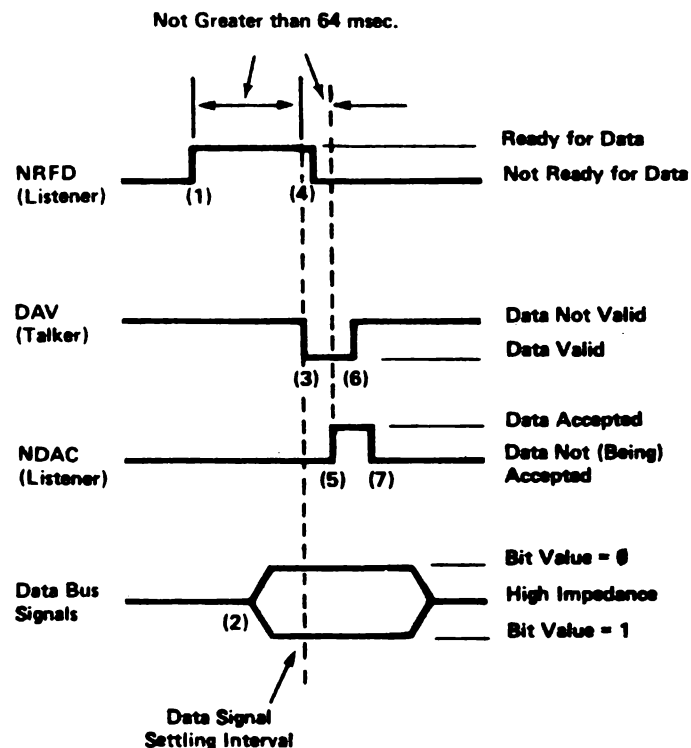 Not Greater than 64 msec.
Ready for Data
NRFD
(Listener)
Not Ready for Data
(1)
(4)
DAV
(Talker)
Data Not Valid
Data Valid
(3)
(6)
Data Accepted
NDAC
(Listener)
Data Not (Being)
Accepted
(5)
(7)
Bit Value = 0
Data Bus
Signals
High Impedance
(2)
Bit Value = 1
Data Signal
Settling Interval